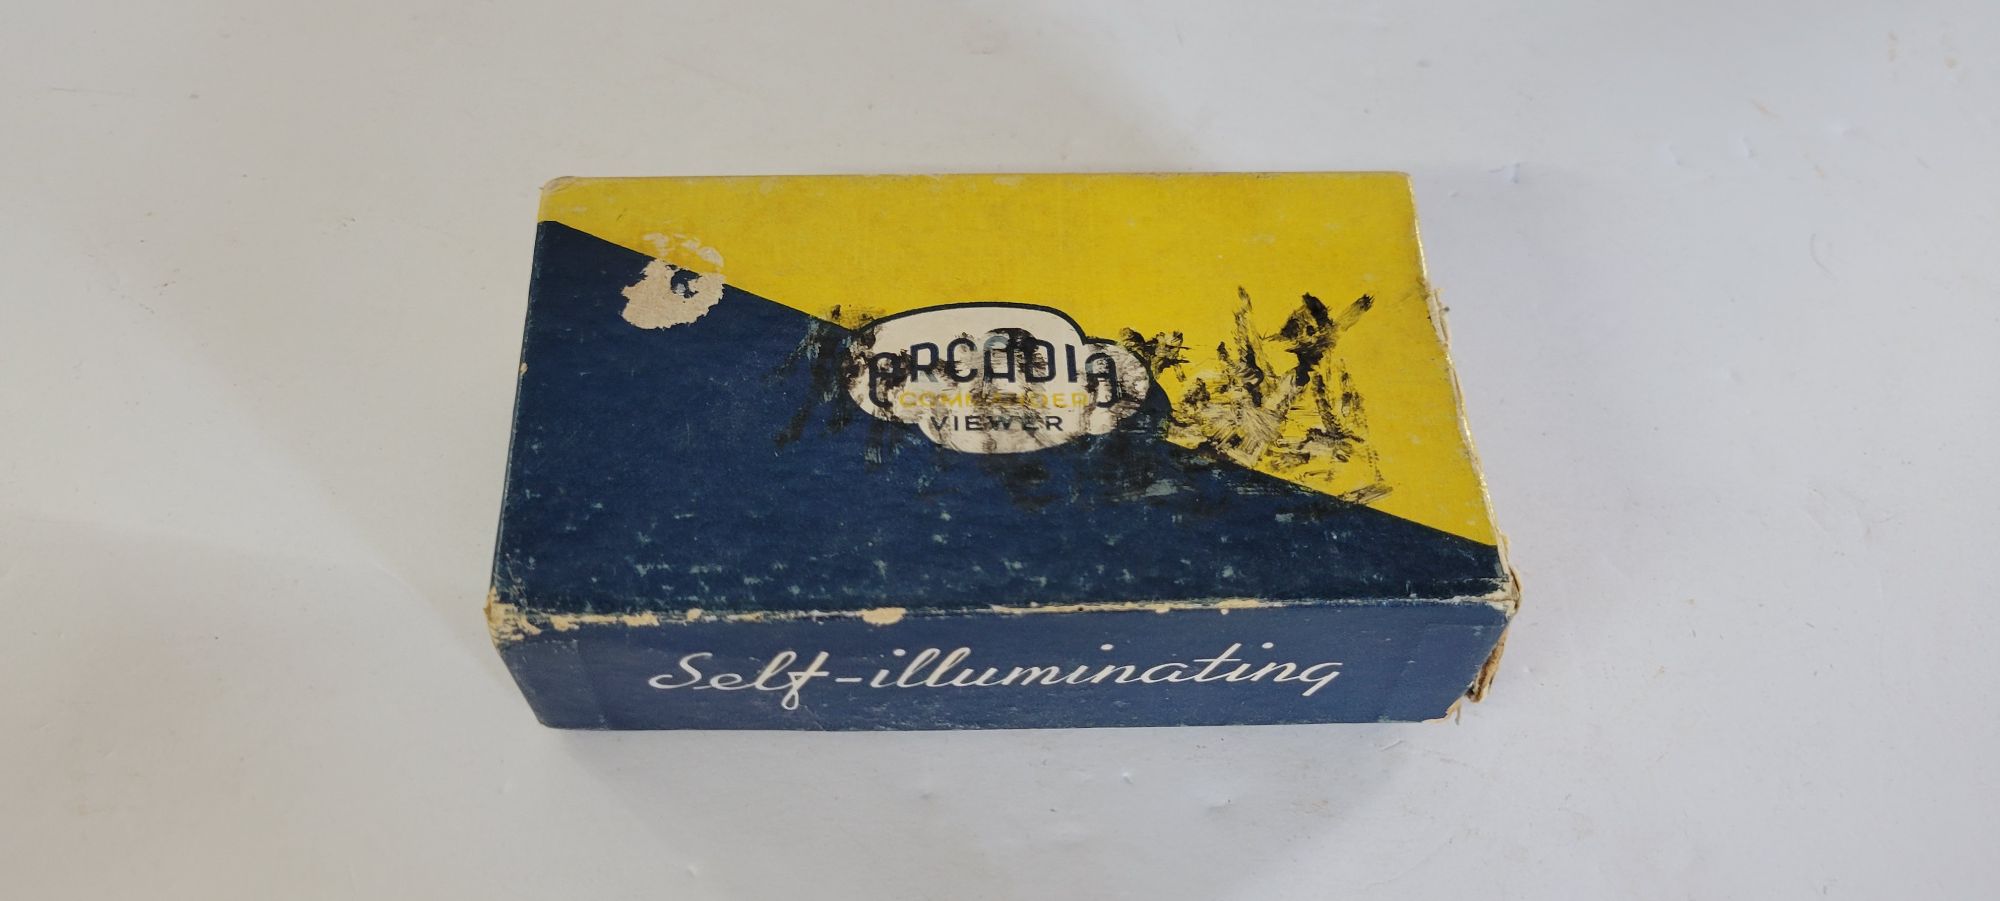 ARCADIA
COMMANDER
VIEWER
Self-illuminating